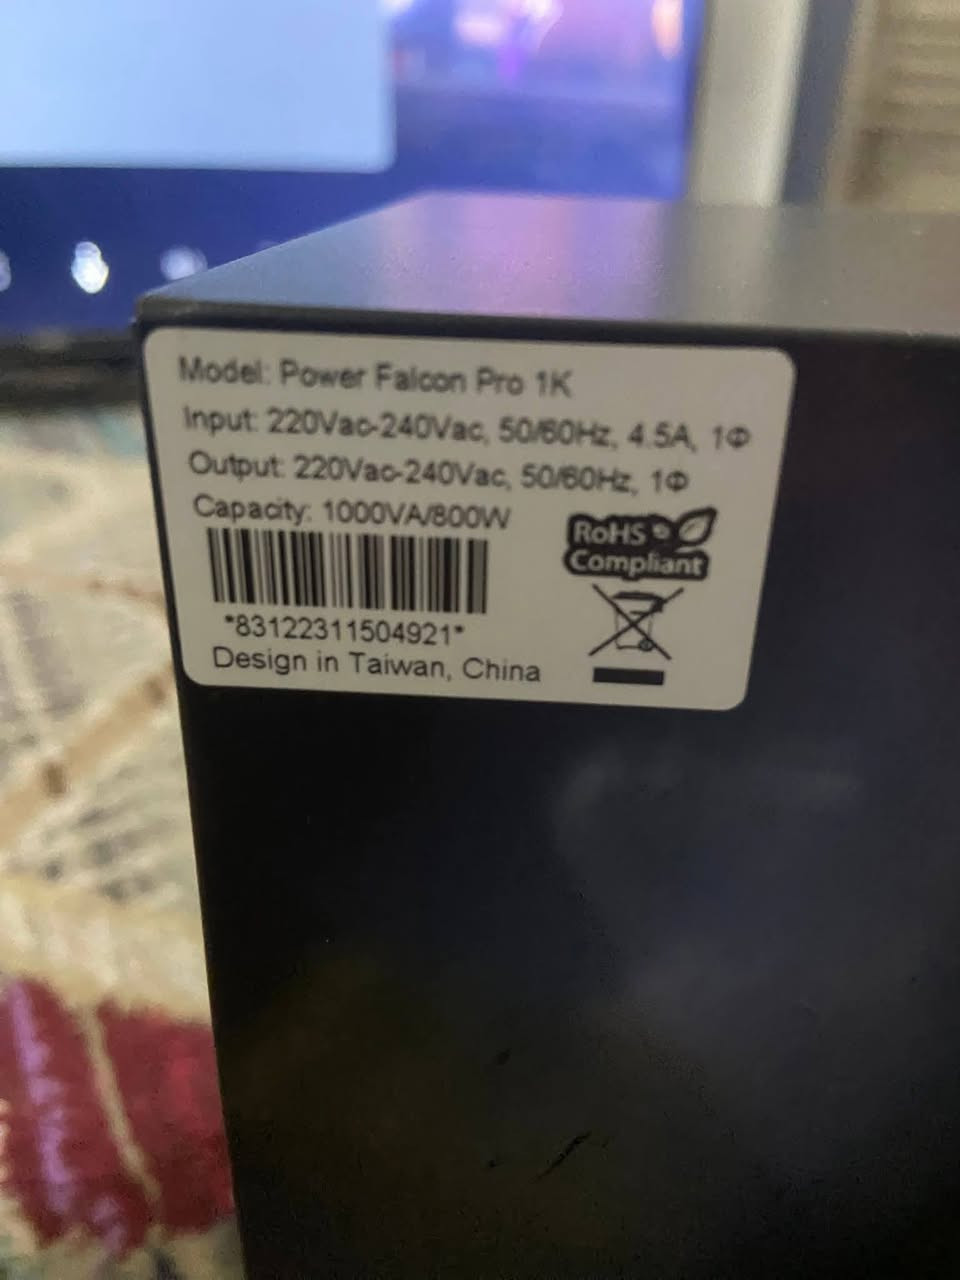 Model: Power Falcon Pro 1K
Input: 220Vac-240Vac, 50/60Hz, 4.5A, 1Φ
Output: 220Vac-240Vac, 50/60Hz, 1Φ
Capacity: 1000VA/800W
*83122311504921*
Design in Taiwan, China
RoHS
Compliant